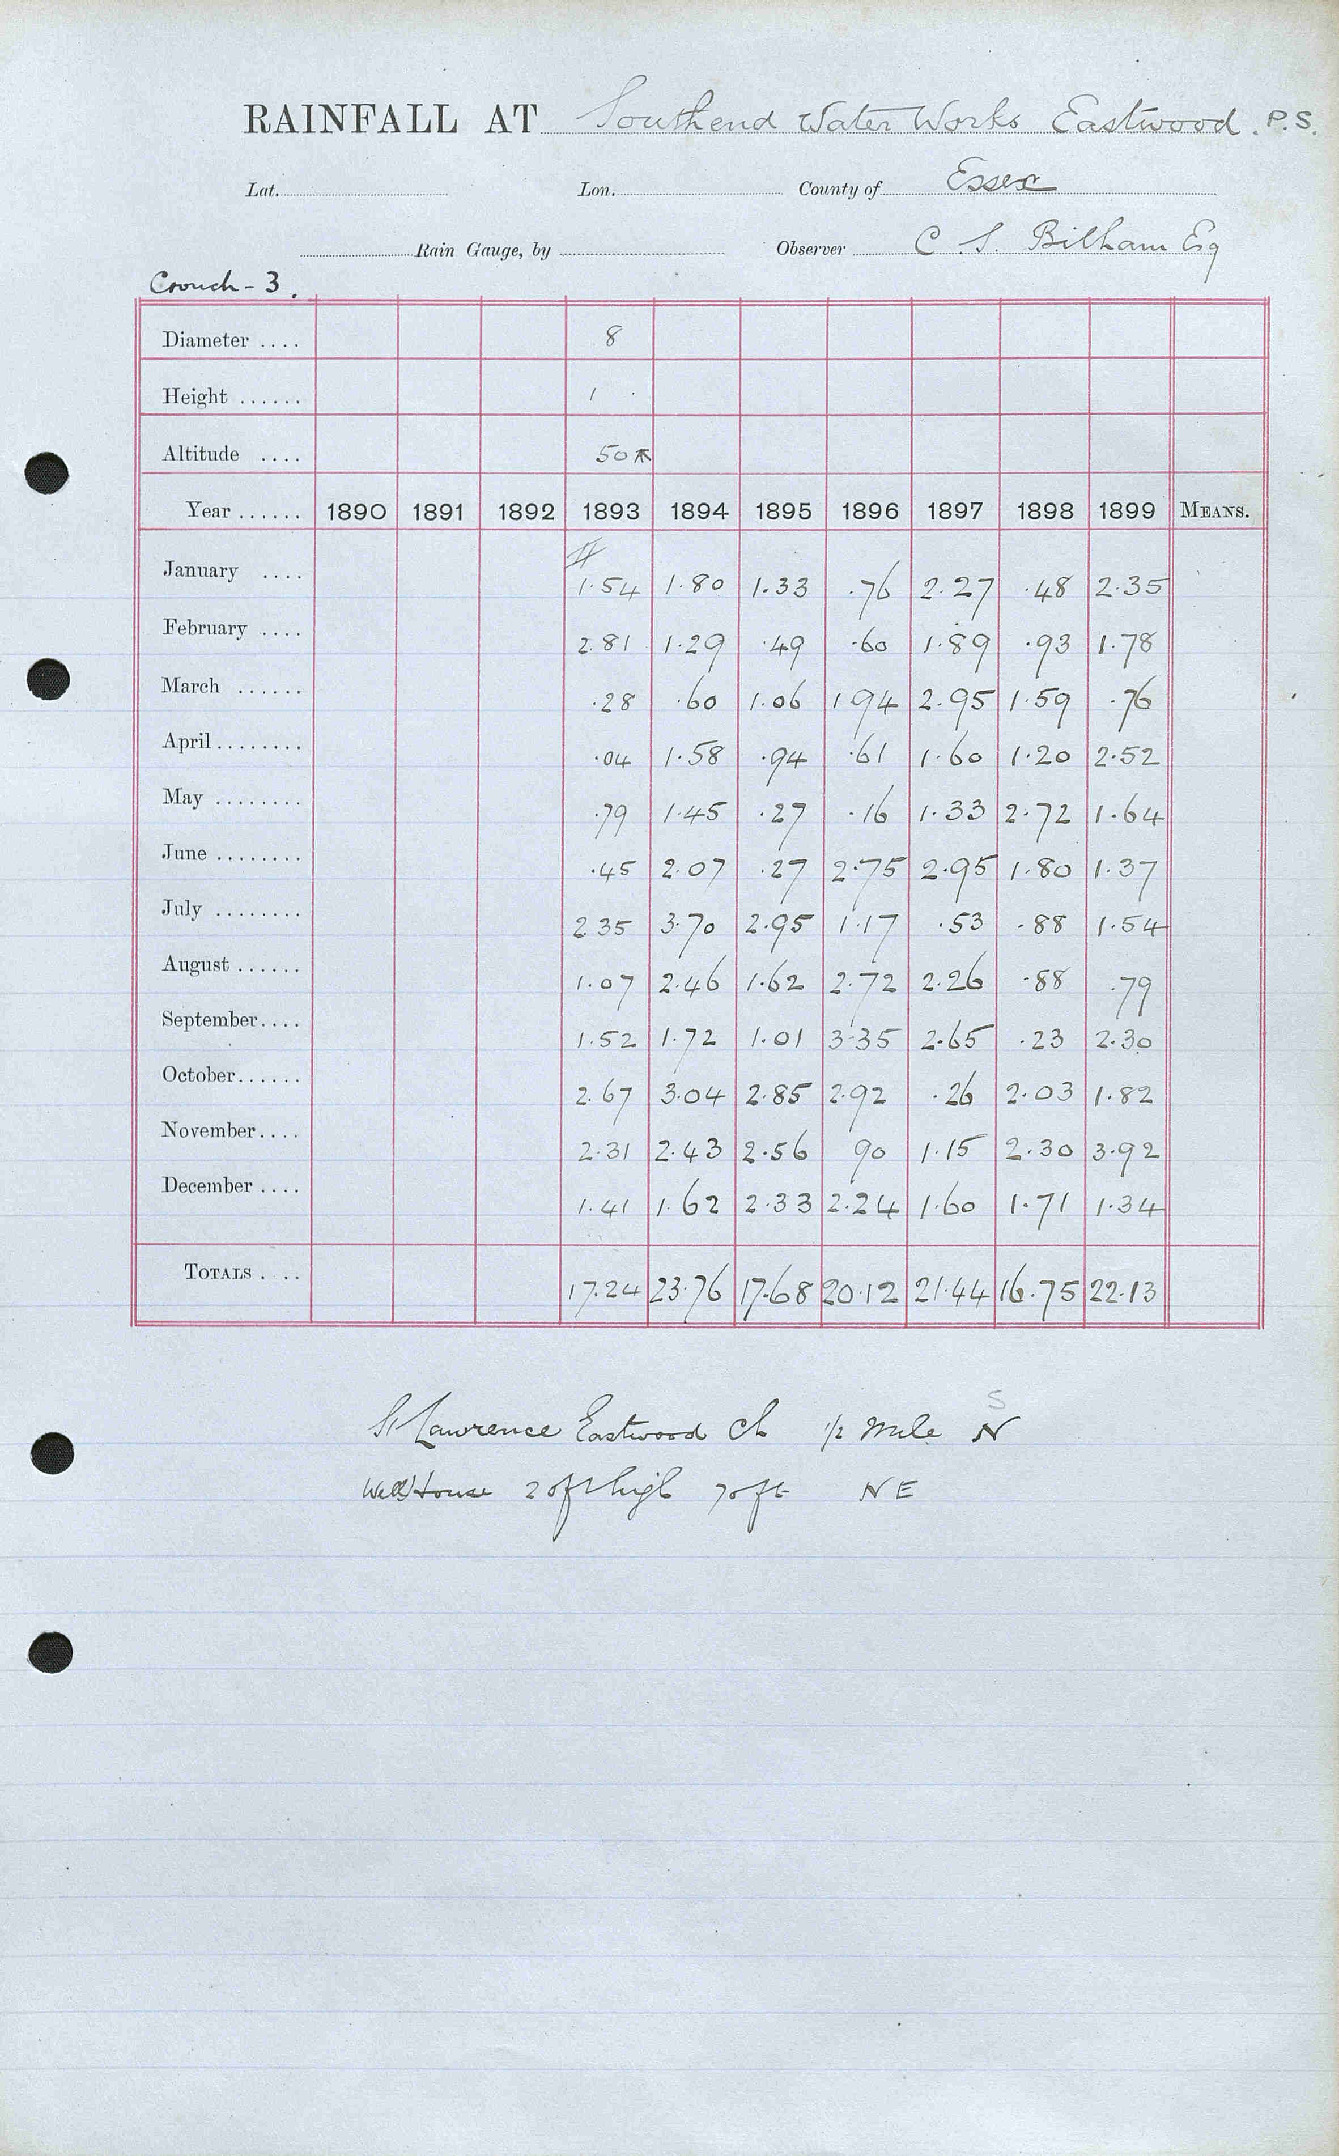 RAINFALL AT Southend Water Works Eastwood. P.S.
Lat. Lon. County of Essex
Rain Gauge, by Observer C S. Bilham Esq
Crouch - 3.
Diameter .... 8
Height ...... 1
Altitude .... 50
Year ...... 1890 1891 1892 1893 1894 1895 1896 1897 1898 1899 MEANS.
January .... 1.54 1.80 1.33 .76 2.27 .48 2.35
February .... 2.81 1.29 .49 .60 1.89 .93 1.78
March ...... .28 .60 1.06 1 94 2.95 1.59 .76
April ........ .04 1.58 .94 .61 1.60 1.20 2.52
May ........ .79 1.45 .27 .16 1.33 2.72 1.64
June ........ .45 2.07 .27 2.75 2.95 1.80 1.37
July ........ 2 35 3.70 2.95 1.17 .53 .88 1.54
August ...... 1.07 2.46 1.62 2.72 2.26 .88 .79
September.... 1.52 1.72 1.01 3.35 2.65 .23 2.30
October...... 2.67 3.04 2.85 2.92 .26 2.03 1.82
November.... 2.31 2.43 2.56 90 1.15 2.30 3.92
December .... 1.41 1.62 2.33 2.24 1.60 1.71 1.34
TOTALS .... 17.24 23.76 17.68 20.12 21.44 16.75 22.13
S
St Lawrence Eastwood Ch 1/2 mile N
Well House 20ft high 70ft NE